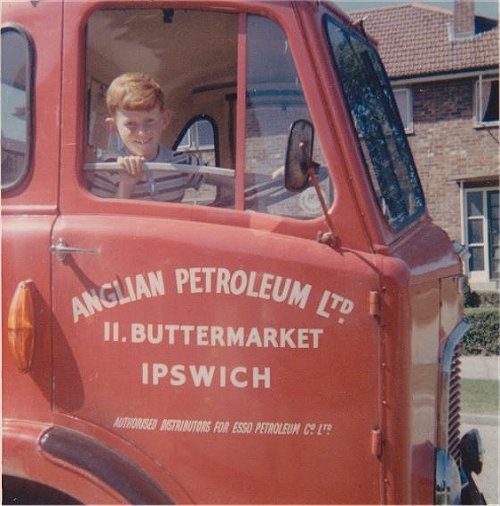 ANGLIAN PETROLEUM LTD.
11. BUTTERMARKET
IPSWICH
AUTHORISED DISTRIBUTORS FOR ESSO PETROLEUM CO LTD